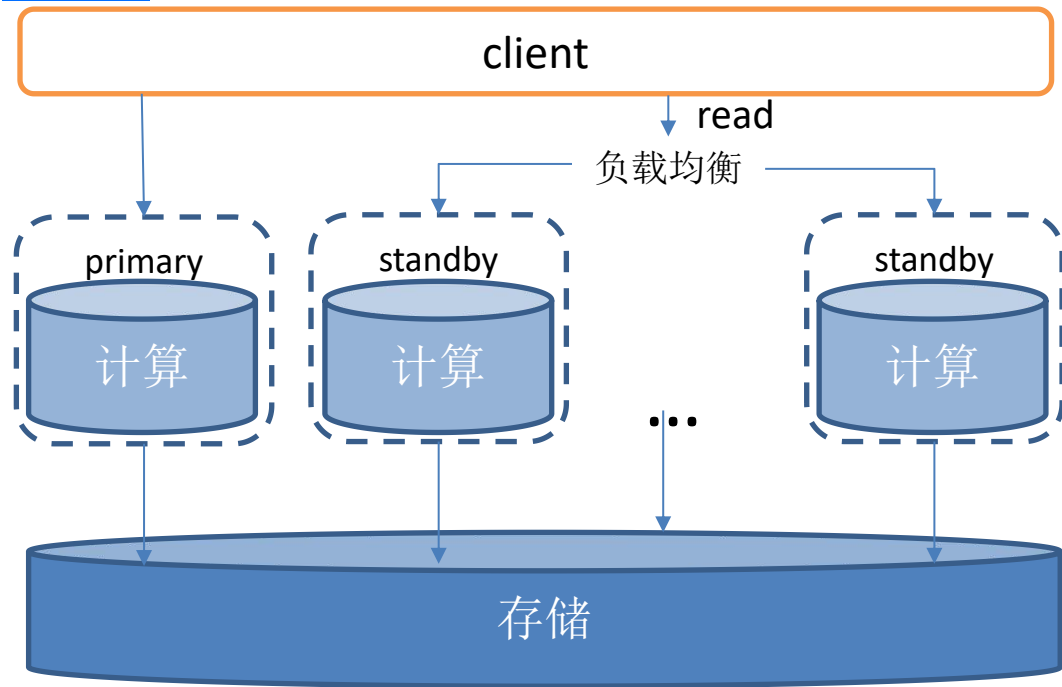 client
read
负载均衡
primary
standby
standby
计算
计算
计算
...
存储